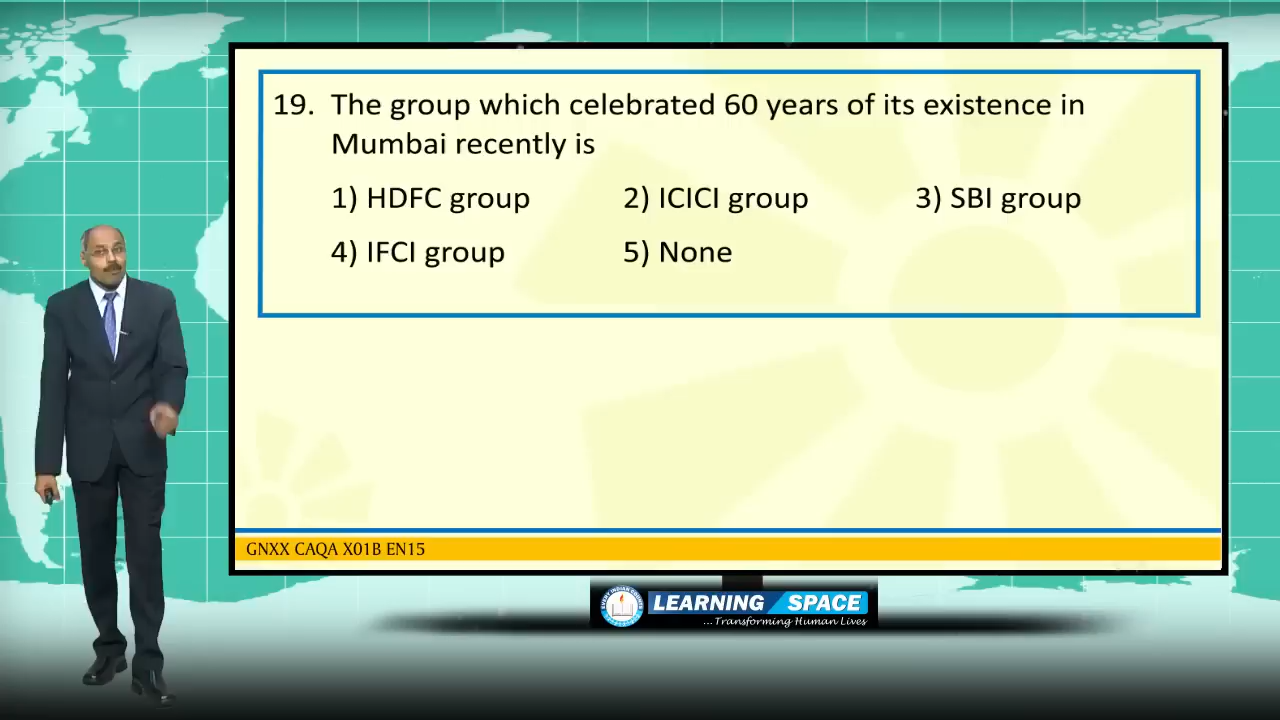 19. The group which celebrated 60 years of its existence in
Mumbai recently is
1) HDFC group 2) ICICI group 3) SBI group
4) IFCI group 5) None
GNXX CAQA X01B EN15
LEARNING SPACE
...Transforming Human Lives